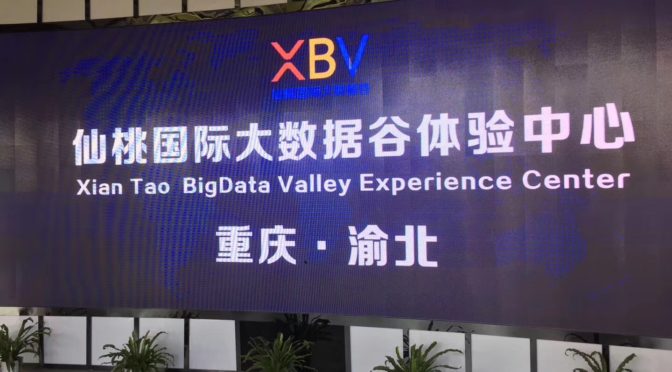 XBV
仙桃国际大数据谷体验中心
Xian Tao BigData Valley Experience Center
重庆·渝北